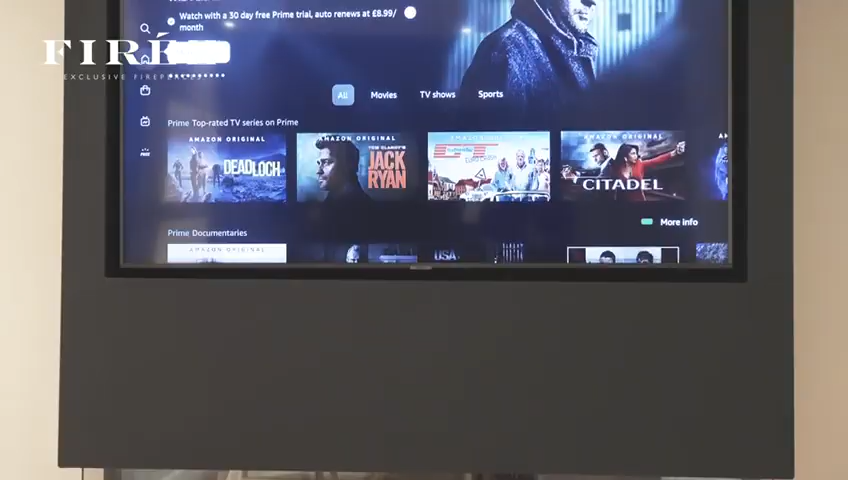 Watch with a 30 day free Prime trial, auto renews at £8.99/
month
FIRÉ
EXCLUSIVE
All Movies TV shows Sports
Prime Top-rated TV series on Prime
AMAZON ORIGINAL
DEADLOCH
AMAZON ORIGINAL
TOM CLANCY'S
JACK
RYAN
AMAZON ORIGINAL
AMAZON ORIGINAL
CITADEL
More info
Prime Documentaries
AMAZON ORIGINAL
USA